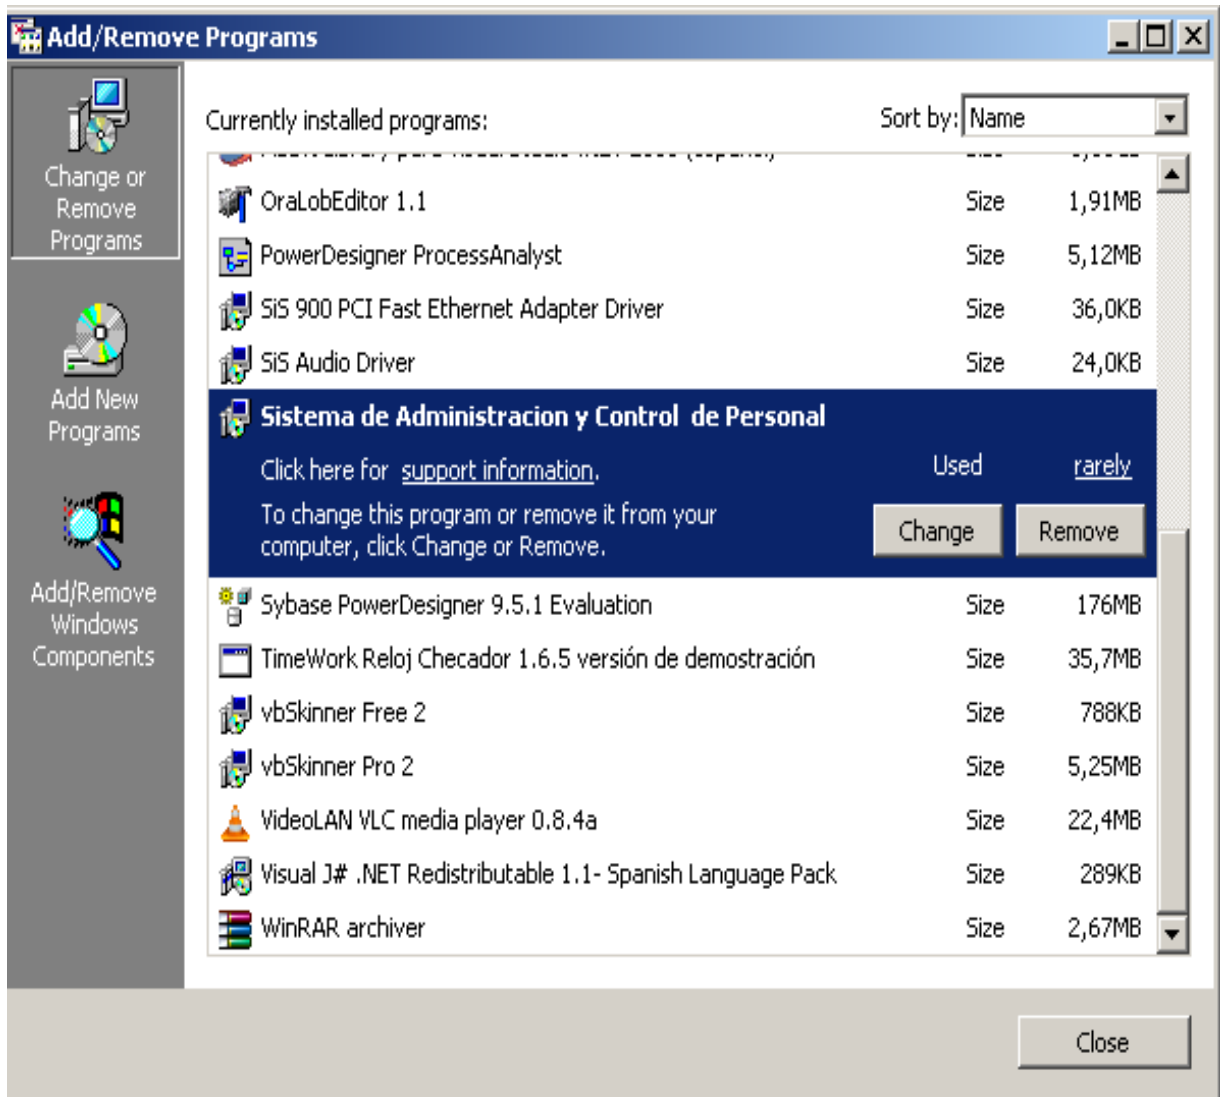 Add/Remove Programs
Change or
Remove
Programs
Add New
Programs
Add/Remove
Windows
Components
Currently installed programs:
Sort by: Name
OraLobEditor 1.1 Size 1,91MB
PowerDesigner ProcessAnalyst Size 5,12MB
SiS 900 PCI Fast Ethernet Adapter Driver Size 36,0KB
SiS Audio Driver Size 24,0KB
Sistema de Administracion y Control de Personal
Click here for support information. Used rarely
To change this program or remove it from your
computer, click Change or Remove.
Change Remove
Sybase PowerDesigner 9.5.1 Evaluation Size 176MB
TimeWork Reloj Checador 1.6.5 versión de demostración Size 35,7MB
vbSkinner Free 2 Size 788KB
vbSkinner Pro 2 Size 5,25MB
VideoLAN VLC media player 0.8.4a Size 22,4MB
Visual J# .NET Redistributable 1.1- Spanish Language Pack Size 289KB
WinRAR archiver Size 2,67MB
Close